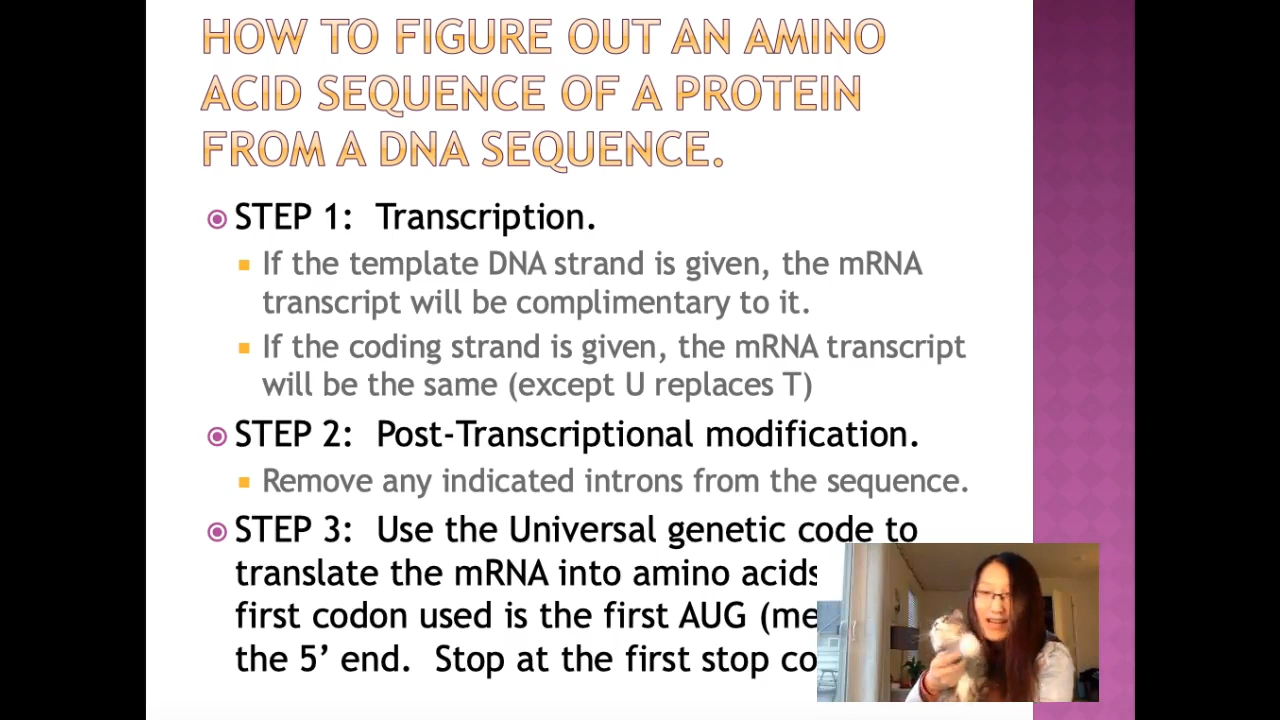 HOW TO FIGURE OUT AN AMINO
ACID SEQUENCE OF A PROTEIN
FROM A DNA SEQUENCE.
STEP 1: Transcription.
If the template DNA strand is given, the mRNA
transcript will be complimentary to it.
If the coding strand is given, the mRNA transcript
will be the same (except U replaces T)
STEP 2: Post-Transcriptional modification.
Remove any indicated introns from the sequence.
STEP 3: Use the Universal genetic code to
translate the mRNA into amino acids
first codon used is the first AUG (me
the 5’ end. Stop at the first stop co